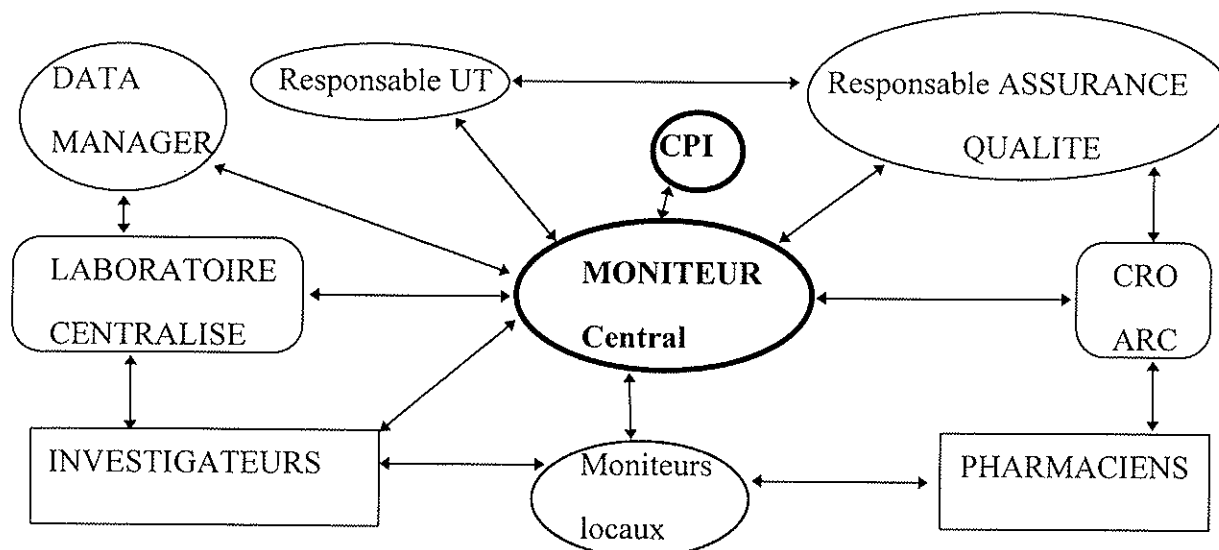 DATA
MANAGER
Responsable UT
CPI
Responsable ASSURANCE
QUALITE
LABORATOIRE
CENTRALISE
MONITEUR
Central
CRO
ARC
INVESTIGATEURS
Moniteurs
locaux
PHARMACIENS